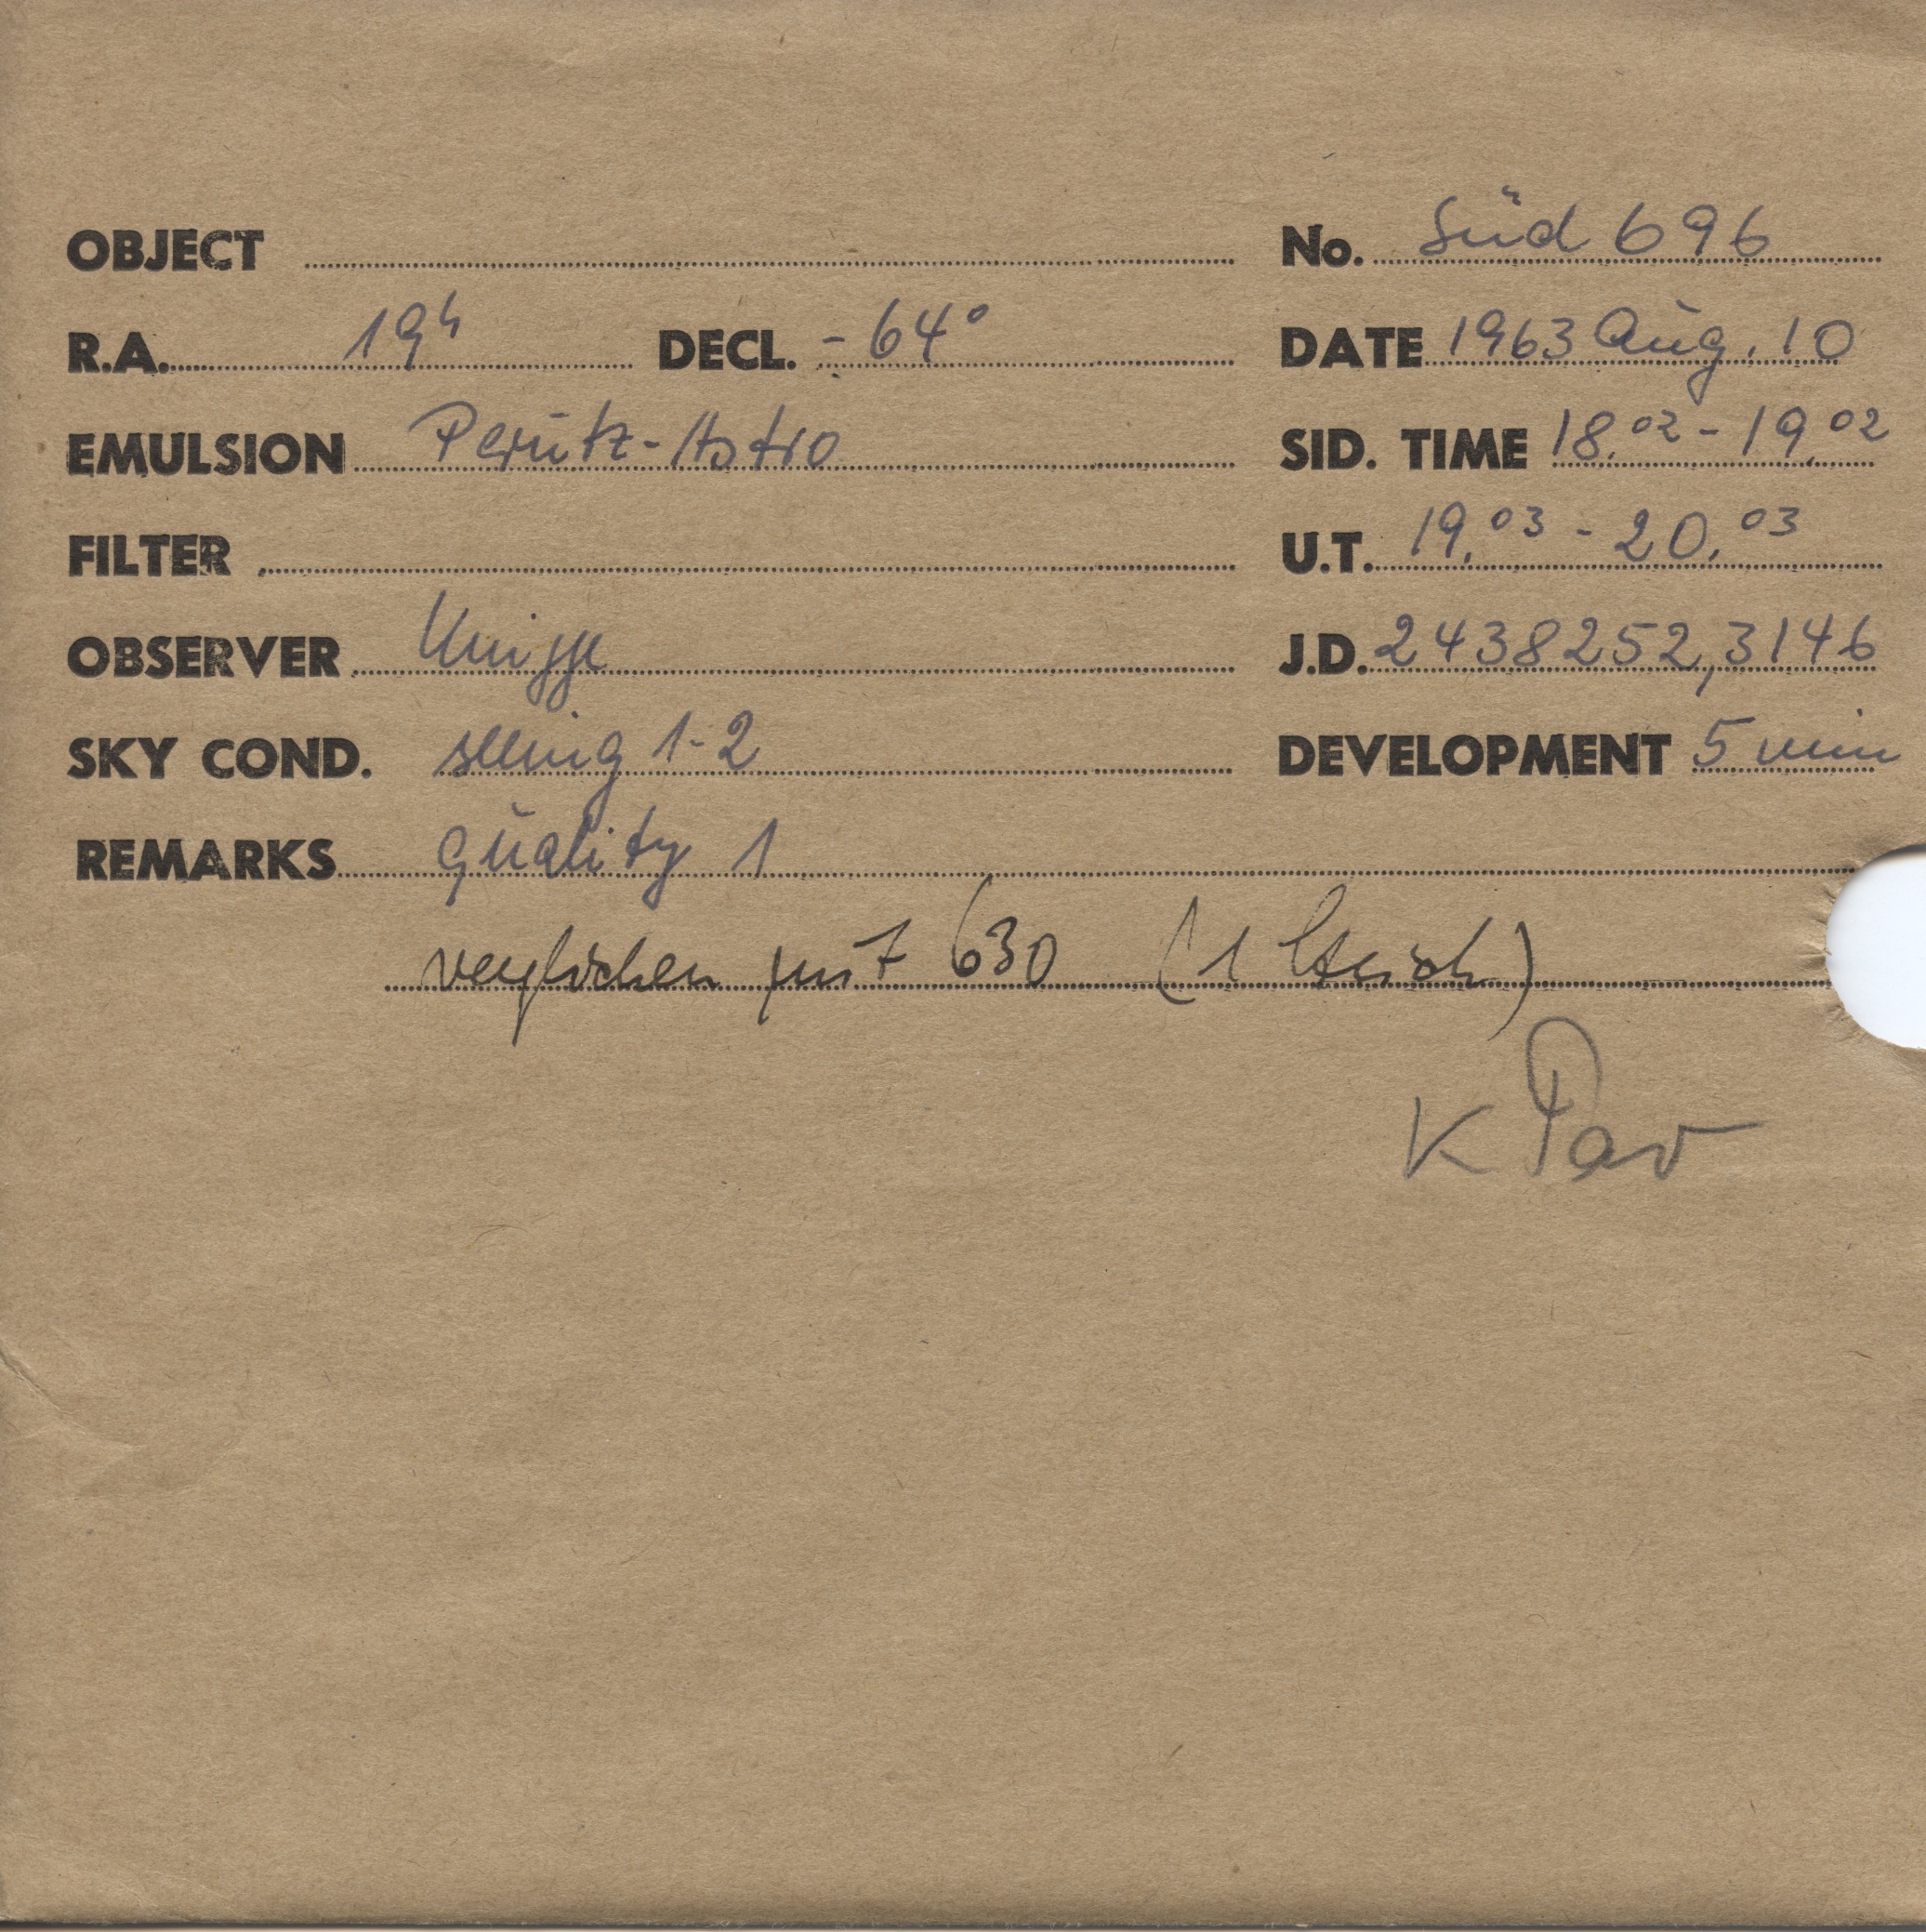 OBJECT No. Süd 696
R.A. 19h DECL. -64° DATE 1963 Aug. 10
EMULSION Perutz-Astro SID. TIME 18.02 - 19.02
FILTER U.T. 19.03 - 20.03
OBSERVER J.D. 2438252,3146
SKY COND. seeing 1-2 DEVELOPMENT 5 min
REMARKS quality 1
verglichen mit 630 (1
κ Pav